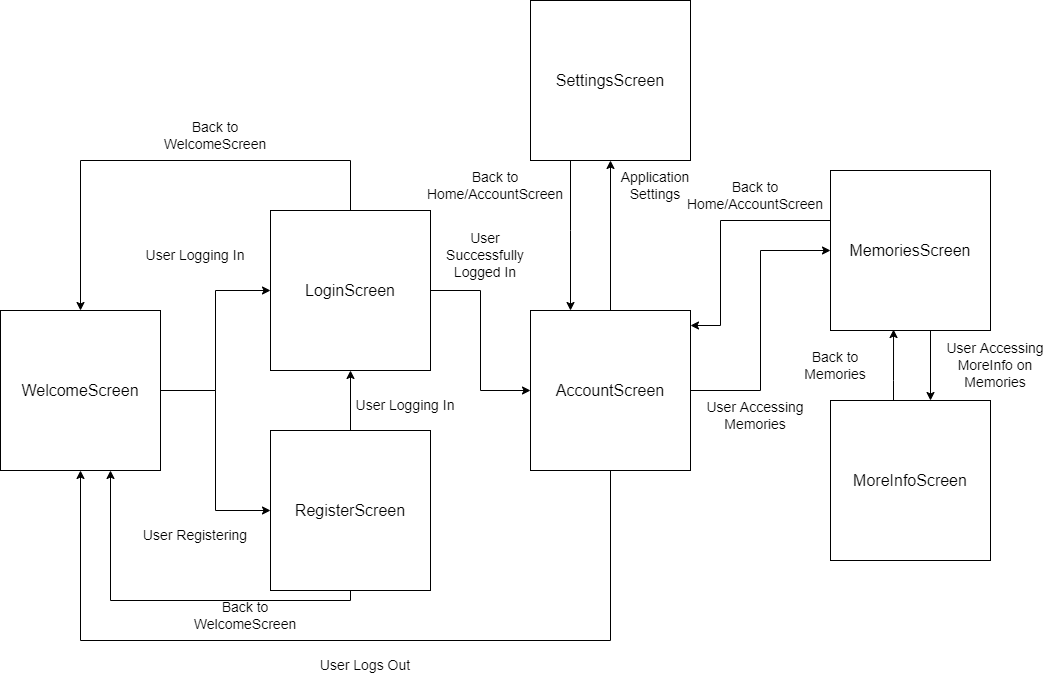 SettingsScreen
Back to
WelcomeScreen
Back to
Home/AccountScreen
Application
Settings
Back to
Home/AccountScreen
User Logging In
User
Successfully
Logged In
MemoriesScreen
LoginScreen
WelcomeScreen
AccountScreen
User Accessing
MoreInfo on
Memories
Back to
Memories
User Logging In
User Accessing
Memories
MoreInfoScreen
RegisterScreen
User Registering
Back to
WelcomeScreen
User Logs Out